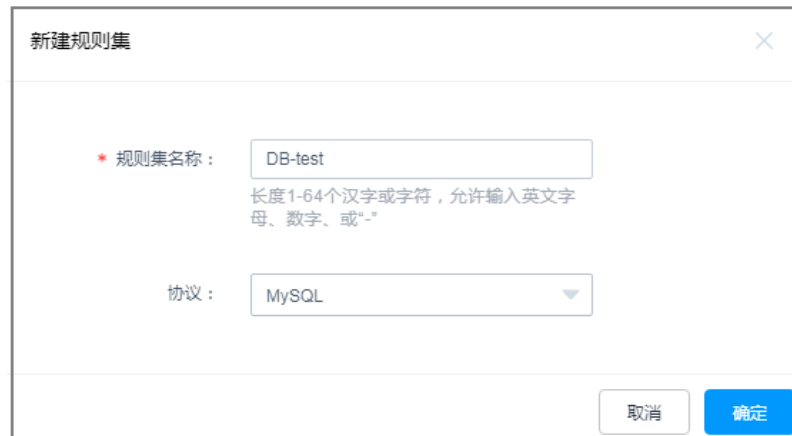 新建规则集
* 规则集名称：
DB-test
长度1-64个汉字或字符，允许输入英文字
母、数字、或“-”
协议：
MySQL
取消
确定